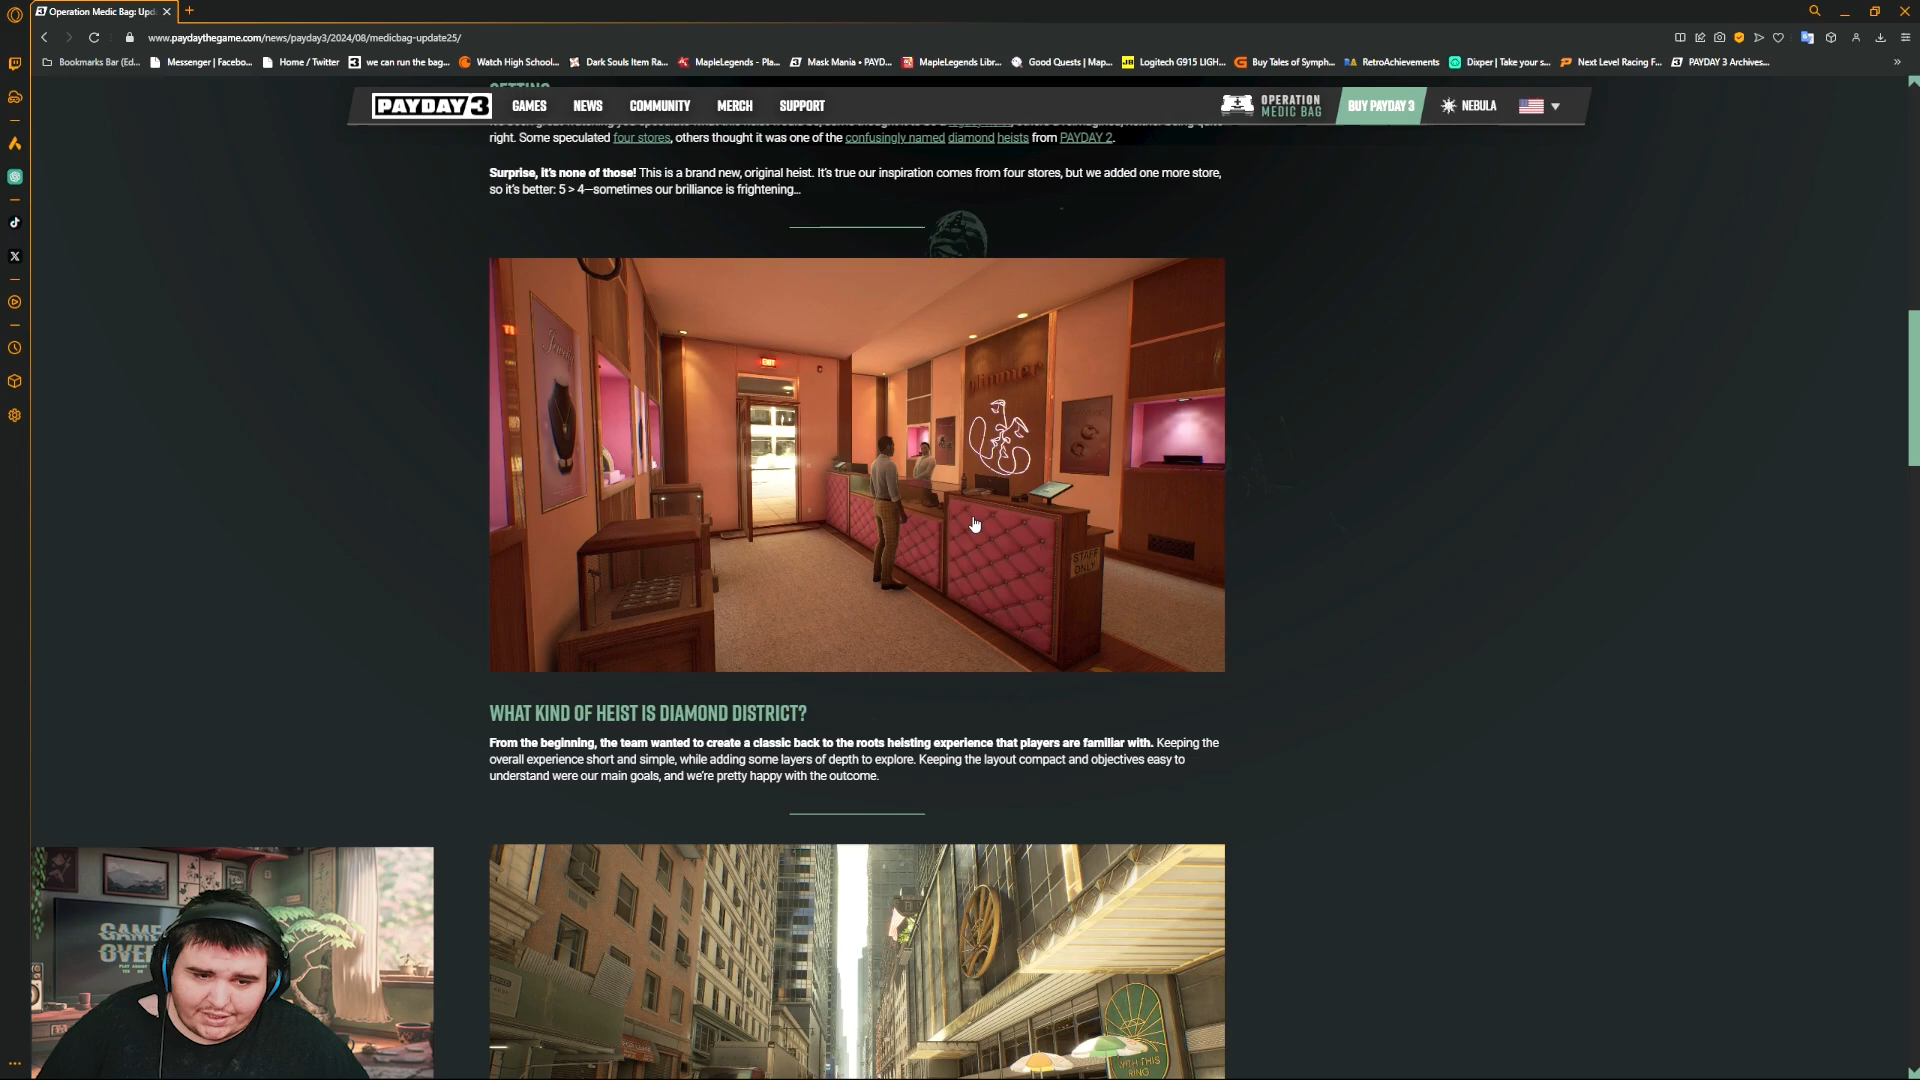 Operation Medic Bag: Upd
www.paydaythegame.com/news/payday3/2024/08/medicbag-update25/
Bookmarks Bar (Ed...
Messenger | Faceboo...
Home / Twitter
we can run the bag...
Watch High School...
Dark Souls Item Ra...
MapleLegends - Pla...
Mask Mania • PAYD...
MapleLegends Libr...
Good Quests | Map...
Logitech G915 LIGH...
Buy Tales of Symph...
RetroAchievements
Dixper | Take your s...
Next Level Racing F...
PAYDAY 3 Archives...
PAYDAY 3
GAMES
NEWS
COMMUNITY
MERCH
SUPPORT
OPERATION
MEDIC BAG
BUY PAYDAY 3
NEBULA
right. Some speculated four stores, others thought it was one of the confusingly named diamond heists from PAYDAY 2.
Surprise, it's none of those! This is a brand new, original heist. It's true our inspiration comes from four stores, but we added one more store,
so it's better: 5 > 4—sometimes our brilliance is frightening...
EXIT
glimmer
STAFF
ONLY
WHAT KIND OF HEIST IS DIAMOND DISTRICT?
From the beginning, the team wanted to create a classic back to the roots heisting experience that players are familiar with. Keeping the
overall experience short and simple, while adding some layers of depth to explore. Keeping the layout compact and objectives easy to
understand were our main goals, and we're pretty happy with the outcome.
GAME
OVER
WITH THIS
RING